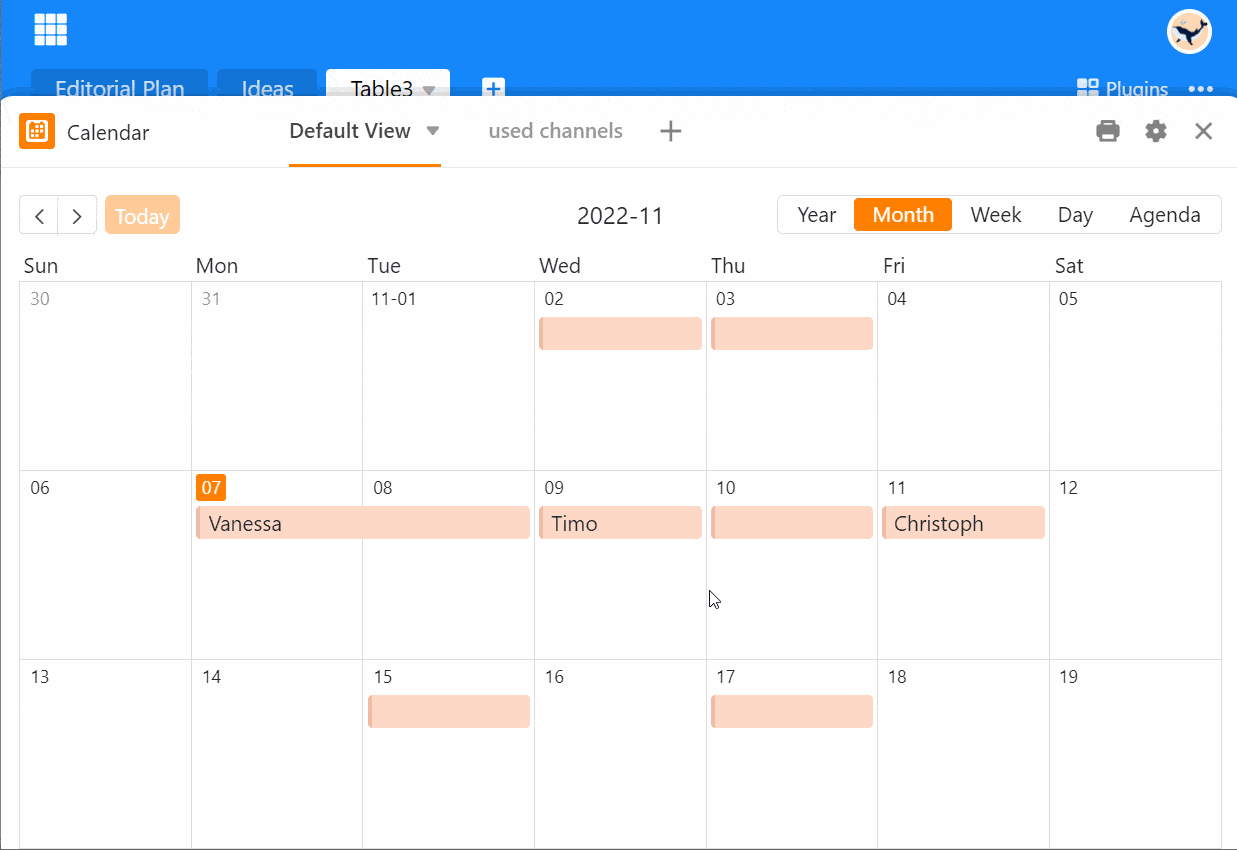 Editorial Plan Ideas Table3 Plugins
Calendar Default View used channels
Today 2022-11 Year Month Week Day Agenda
Sun Mon Tue Wed Thu Fri Sat
30 31 11-01 02 03 04 05
06 07 08 09 10 11 12
Vanessa Timo Christoph
13 14 15 16 17 18 19